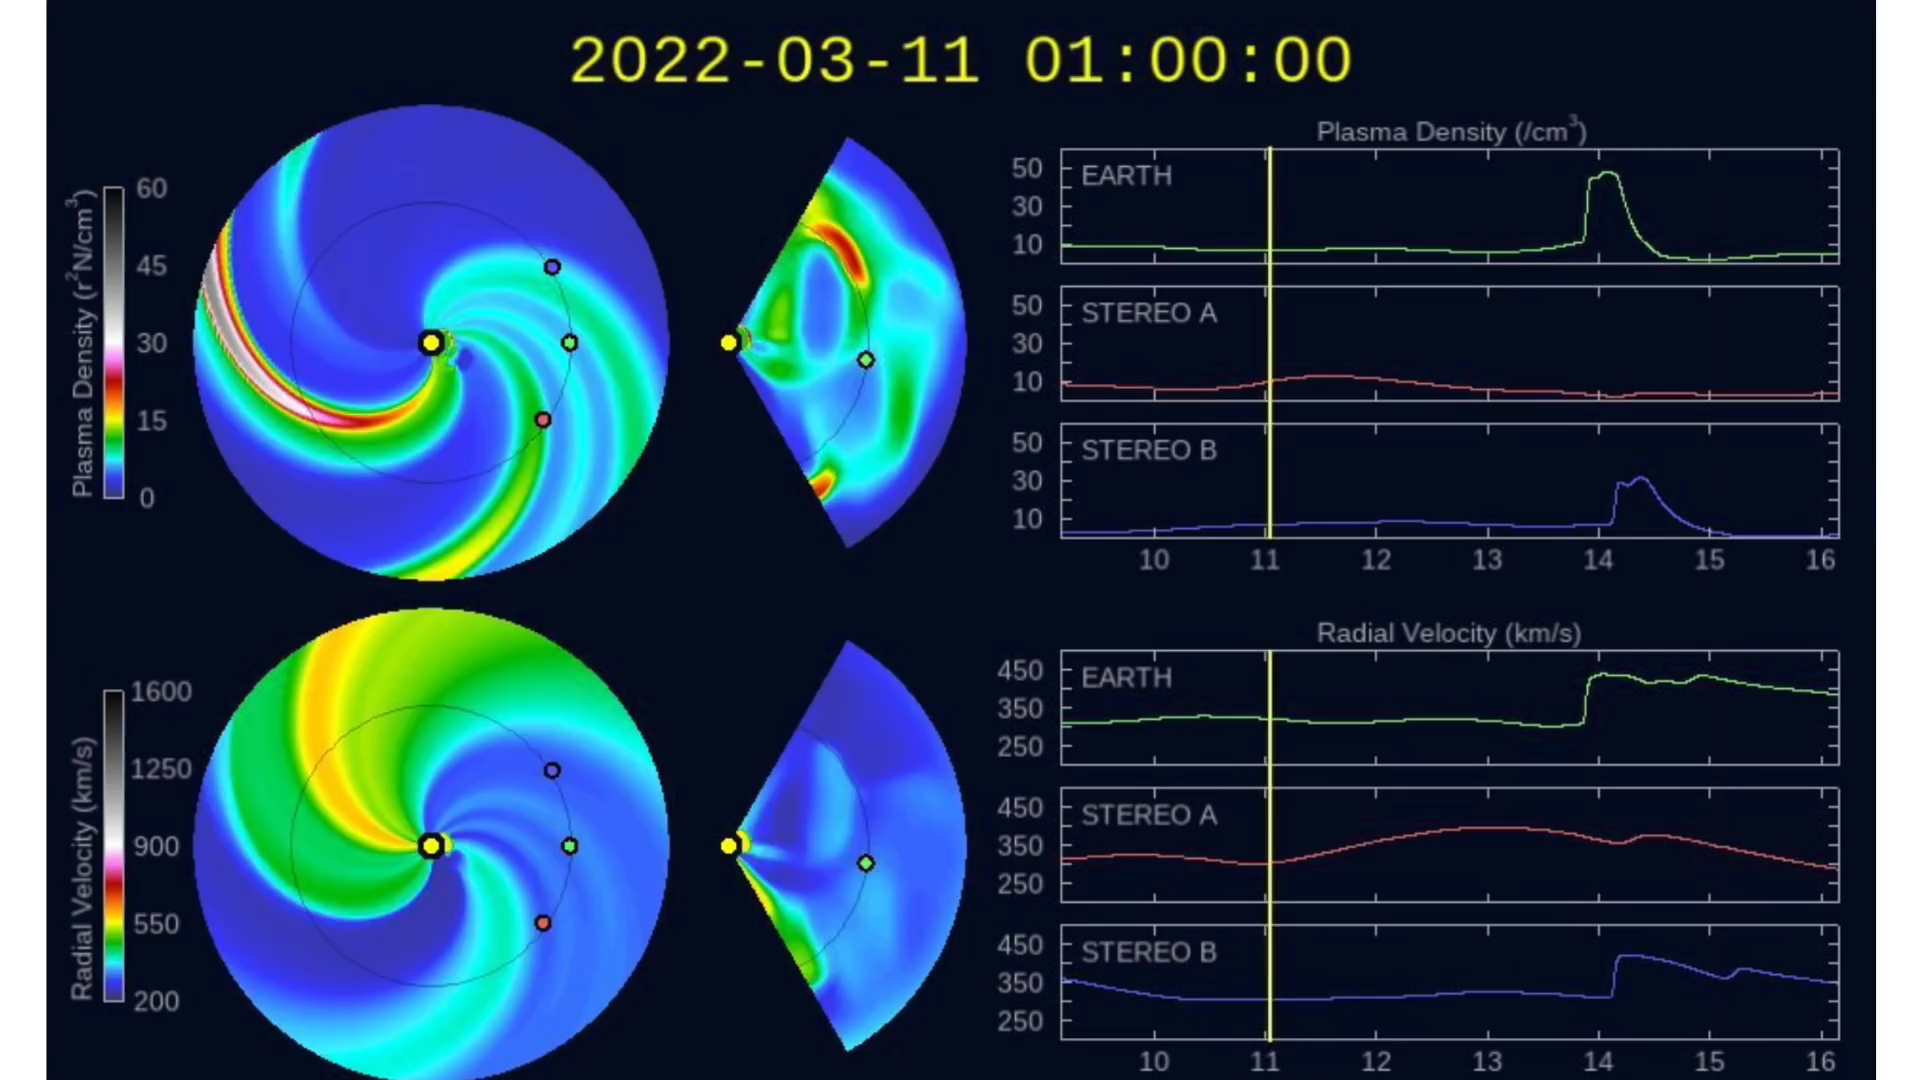 2022-03-11 01:00:00
Plasma Density (r²N/cm³)
60
45
30
15
0
Plasma Density (/cm³)
EARTH
50
30
10
STEREO A
50
30
10
STEREO B
50
30
10
10 11 12 13 14 15 16
Radial Velocity (km/s)
1600
1250
900
550
200
Radial Velocity (km/s)
EARTH
450
350
250
STEREO A
450
350
250
STEREO B
450
350
250
10 11 12 13 14 15 16